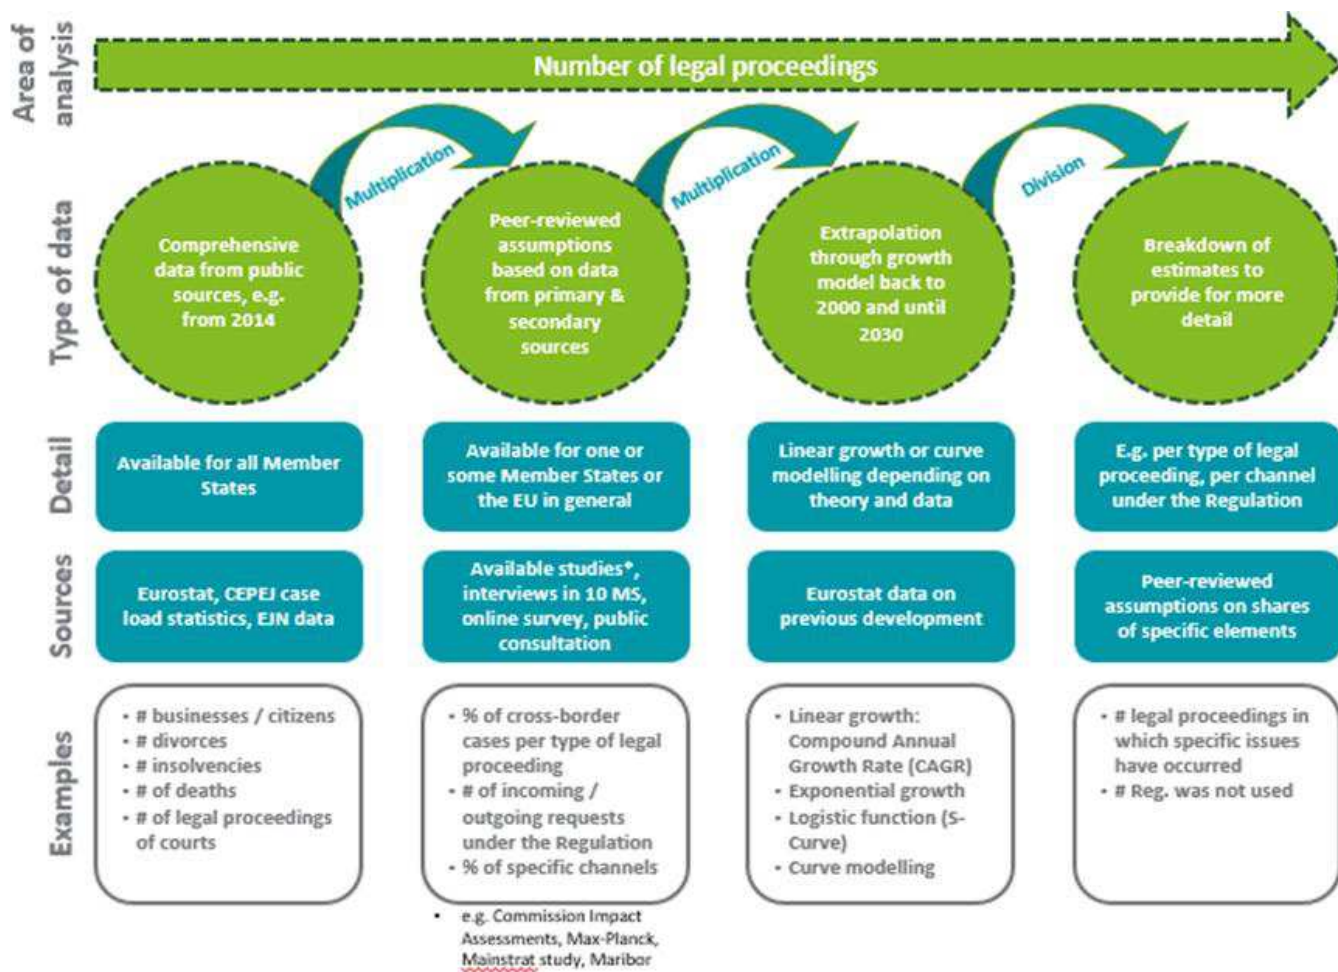 Area of
analysis
Number of legal proceedings
Multiplication
Multiplication
Division
Type of data
Comprehensive
data from public
sources, e.g.
from 2014
Peer-reviewed
assumptions
based on data
from primary &
secondary
sources
Extrapolation
through growth
model back to
2000 and until
2030
Breakdown of
estimates to
provide for more
detail
Detail
Available for all Member
States
Available for one or
some Member States or
the EU in general
Linear growth or curve
modelling depending on
theory and data
E.g. per type of legal
proceeding, per channel
under the Regulation
Sources
Eurostat, CEPEJ case
load statistics, EJN data
Available studies*,
interviews in 10 MS,
online survey, public
consultation
Eurostat data on
previous development
Peer-reviewed
assumptions on shares
of specific elements
Examples
• # businesses / citizens
• # divorces
• # insolvencies
• # of deaths
• # of legal proceedings
of courts
• % of cross-border
cases per type of legal
proceeding
• # of incoming /
outgoing requests
under the Regulation
• % of specific channels
• Linear growth:
Compound Annual
Growth Rate (CAGR)
• Exponential growth
• Logistic function (S-
Curve)
• Curve modelling
• # legal proceedings in
which specific issues
have occurred
• # Reg. was not used
• e.g. Commission Impact
Assessments, Max-Planck,
Mainstrat study, Maribor